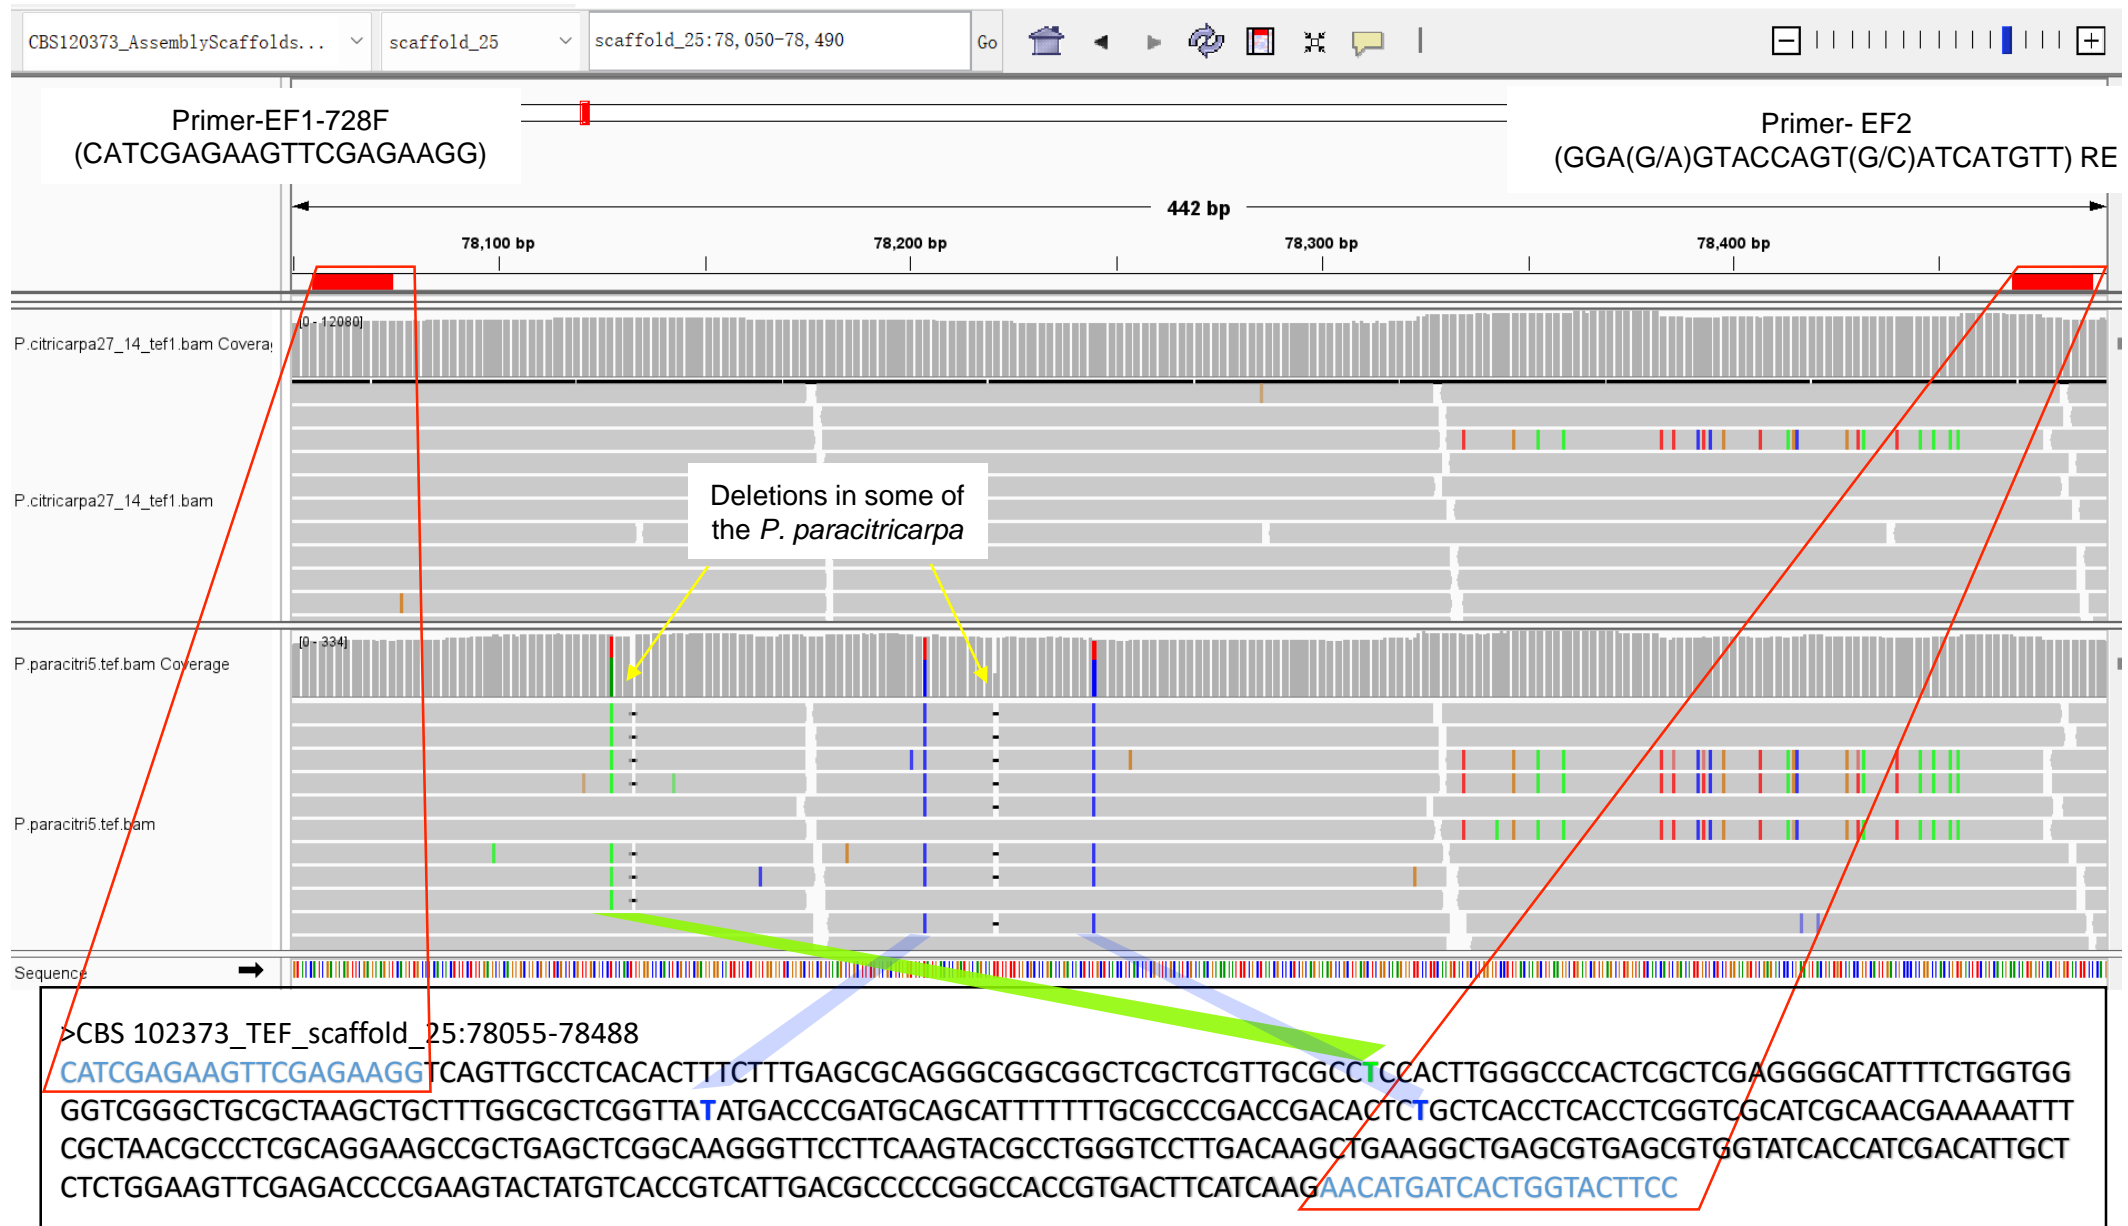 CBS120373_AssemblyScaffolds...
scaffold_25
scaffold_25:78,050-78,490
Go
Primer-EF1-728F
(CATCGAGAAGTTCGAGAAGG)
Primer- EF2
(GGA(G/A)GTACCAGT(G/C)ATCATGTT) RE
442 bp
78,100 bp
78,200 bp
78,300 bp
78,400 bp
[0 - 12080]
P.citricarpa27_14_tef1.bam Covera
P.citricarpa27_14_tef1.bam
Deletions in some of
the P. paracitricarpa
[0 - 334]
P.paracitri5.tef.bam Coverage
P.paracitri5.tef.bam
Sequence
>CBS 102373_TEF_scaffold_25:78055-78488
CATCGAGAAGTTCGAGAAGGTCAGTTGCCTCACACTTTCTTTGAGCGCAGGGCGGCGGCTCGCTCGTTGCGCCTCCACTTGGGCCCACTCGCTCGAGGGGCATTTTCTGGTGG
GGTCGGGCTGCGCTAAGCTGCTTTGGCGCTCGGTTATATGACCCGATGCAGCATTTTTTTGCGCCCGACCGACACTCTGCTCACCTCACCTCGGTCGCATCGCAACGAAAAATTT
CGCTAACGCCCTCGCAGGAAGCCGCTGAGCTCGGCAAGGGTTCCTTCAAGTACGCCTGGGTCCTTGACAAGCTGAAGGCTGAGCGTGAGCGTGGTATCACCATCGACATTGCT
CTCTGGAAGTTCGAGACCCCGAAGTACTATGTCACCGTCATTGACGCCCCCGGCCACCGTGACTTCATCAAGAACATGATCACTGGTACTTCC